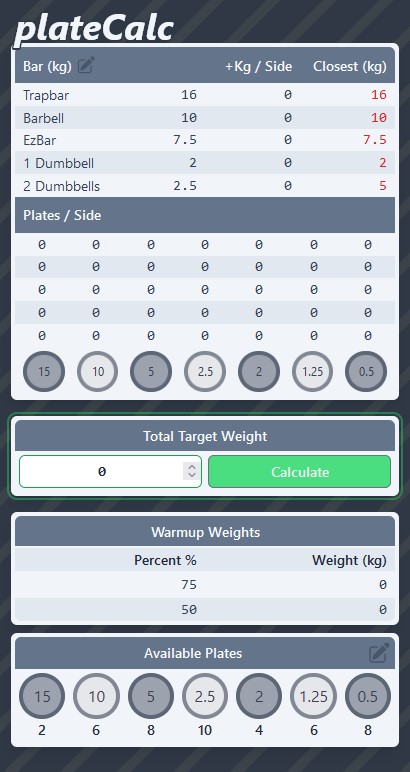 plateCalc
Bar (kg) +Kg / Side Closest (kg)
Trapbar 16 0 16
Barbell 10 0 10
EzBar 7.5 0 7.5
1 Dumbbell 2 0 2
2 Dumbbells 2.5 0 5
Plates / Side
0 0 0 0 0 0 0
0 0 0 0 0 0 0
0 0 0 0 0 0 0
0 0 0 0 0 0 0
0 0 0 0 0 0 0
15 10 5 2.5 2 1.25 0.5
Total Target Weight
0 Calculate
Warmup Weights
Percent % Weight (kg)
75 0
50 0
Available Plates
15 10 5 2.5 2 1.25 0.5
2 6 8 10 4 6 8